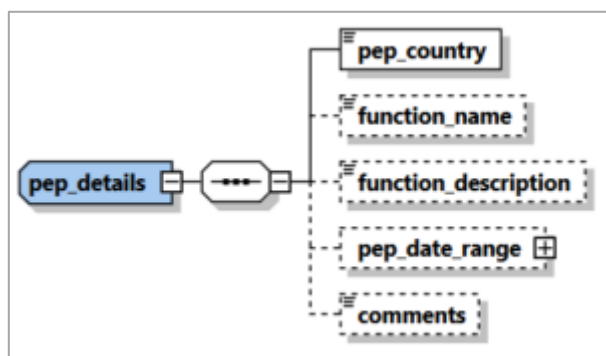 pep_country
function_name
pep_details
function_description
pep_date_range
comments